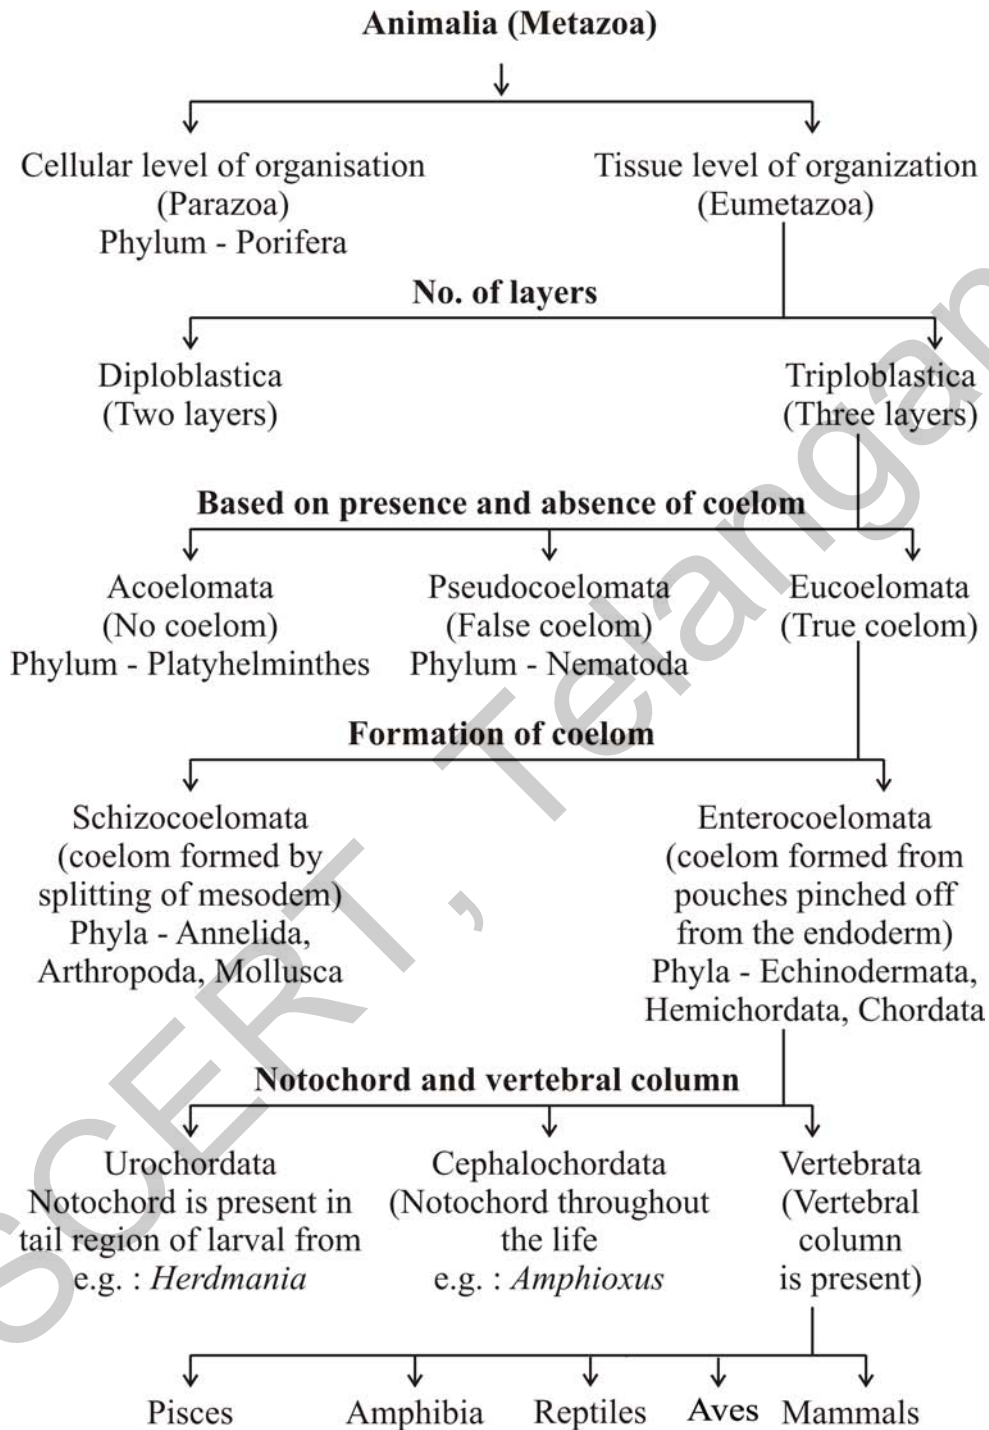 Animalia (Metazoa)
Cellular level of organisation
(Parazoa)
Phylum - Porifera
Tissue level of organization
(Eumetazoa)
No. of layers
Diploblastica
(Two layers)
Triploblastica
(Three layers)
Based on presence and absence of coelom
Acoelomata
(No coelom)
Phylum - Platyhelminthes
Pseudocoelomata
(False coelom)
Phylum - Nematoda
Eucoelomata
(True coelom)
Formation of coelom
Schizocoelomata
(coelom formed by
splitting of mesodem)
Phyla - Annelida,
Arthropoda, Mollusca
Enterocoelomata
(coelom formed from
pouches pinched off
from the endoderm)
Phyla - Echinodermata,
Hemichordata, Chordata
Notochord and vertebral column
Urochordata
Notochord is present in
tail region of larval from
e.g. : Herdmania
Cephalochordata
(Notochord throughout
the life
e.g. : Amphioxus
Vertebrata
(Vertebral
column
is present)
Pisces
Amphibia
Reptiles
Aves
Mammals
SCERT, Telangan